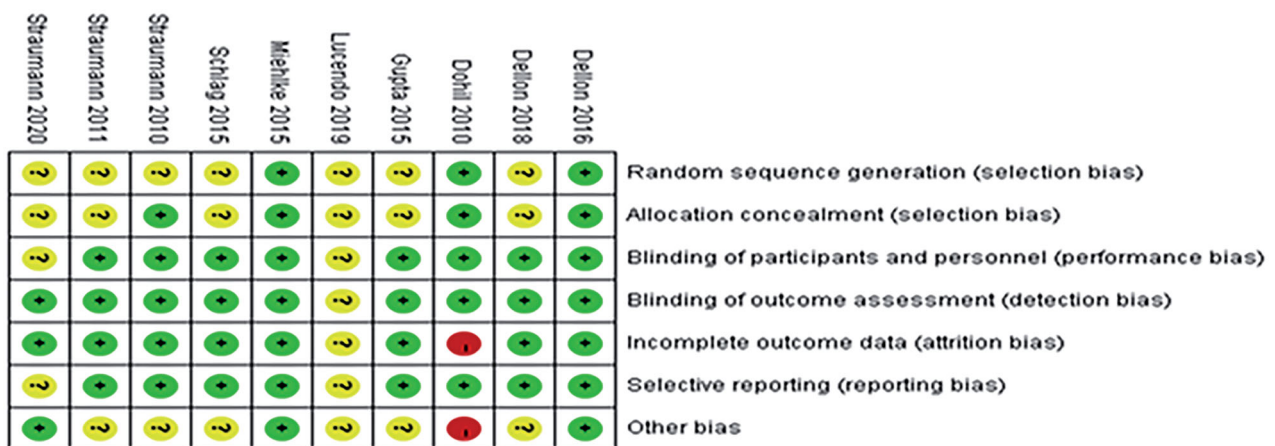 Straumann 2020
Straumann 2011
Straumann 2010
Schlag 2015
Miehlke 2015
Lucendo 2019
Gupta 2015
Dohil 2010
Dellon 2018
Dellon 2016
? ? ? ? + ? ? + ? + Random sequence generation (selection bias)
? ? + ? + ? ? + ? + Allocation concealment (selection bias)
? + + + + ? + + + + Blinding of participants and personnel (performance bias)
+ + + + + ? + + + + Blinding of outcome assessment (detection bias)
+ + + + + ? + - + + Incomplete outcome data (attrition bias)
? + + + + ? + + + + Selective reporting (reporting bias)
+ ? ? ? + ? ? - ? + Other bias